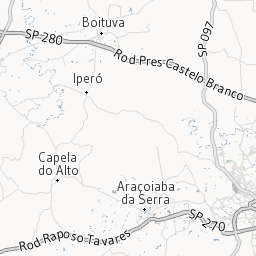 Boituva
SP 280
Rod Pres Castelo Branco
SP 097
Iperó
Capela
do Alto
Araçoiaba
da Serra
SP 270
Rod Raposo Tavares